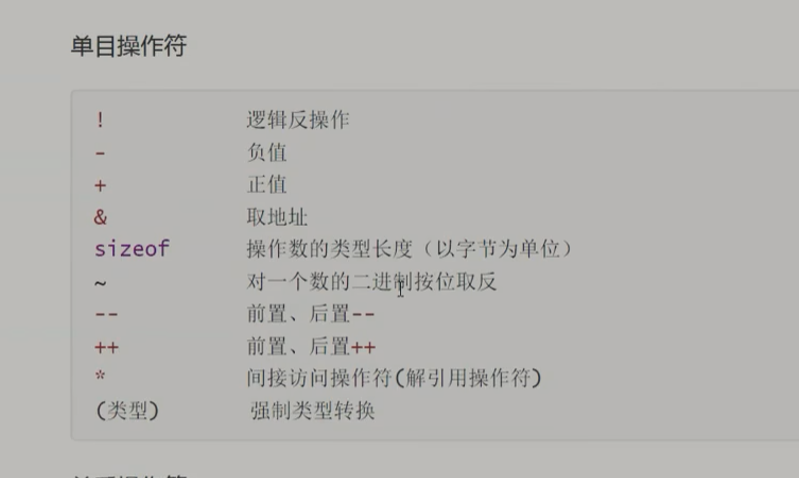 单目操作符
! 逻辑反操作
- 负值
+ 正值
& 取地址
sizeof 操作数的类型长度（以字节为单位）
~ 对一个数的二进制按位取反
-- 前置、后置--
++ 前置、后置++
* 间接访问操作符(解引用操作符)
(类型) 强制类型转换